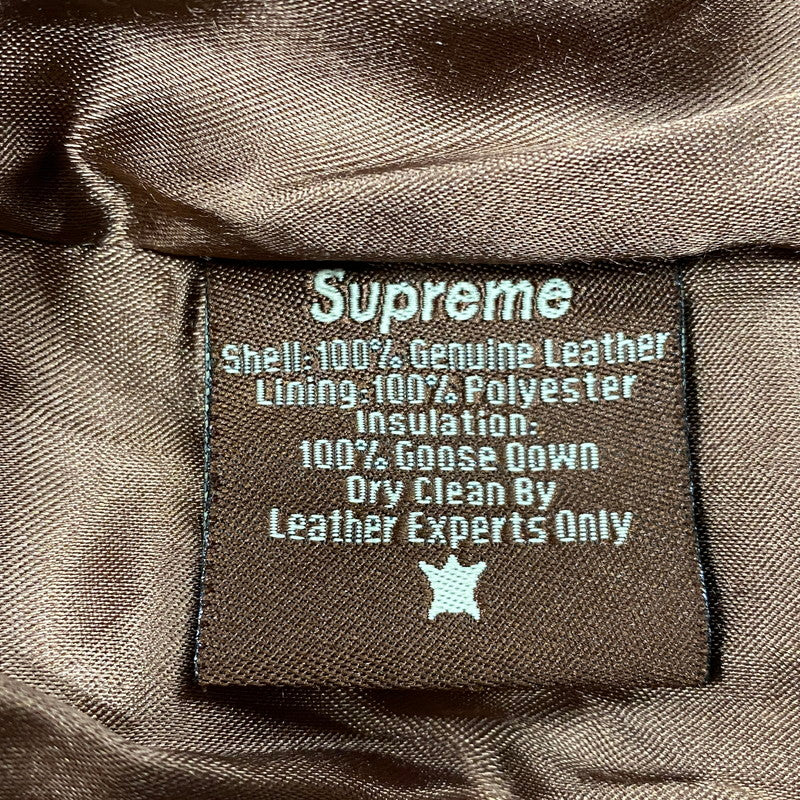 Supreme
Shell:100% Genuine Leather
Lining:100% Polyester
Insulation:
100% Goose Down
Dry Clean By
Leather Experts Only